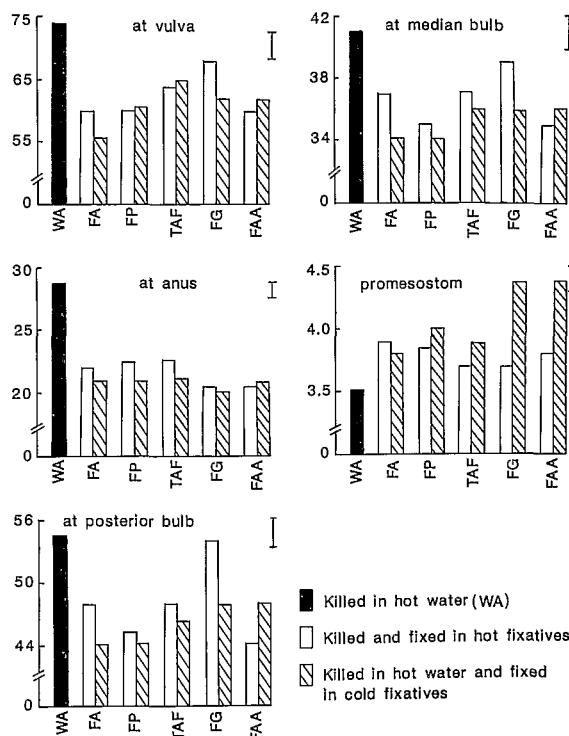 at vulva
75
65
55
0
WA FA FP TAF FG FAA
at median bulb
42
38
34
0
WA FA FP TAF FG FAA
at anus
30
25
20
0
WA FA FP TAF FG FAA
promesostom
4.5
4.0
3.5
0
WA FA FP TAF FG FAA
at posterior bulb
56
50
44
0
WA FA FP TAF FG FAA
Killed in hot water (WA)
Killed and fixed in hot fixatives
Killed in hot water and fixed
in cold fixatives